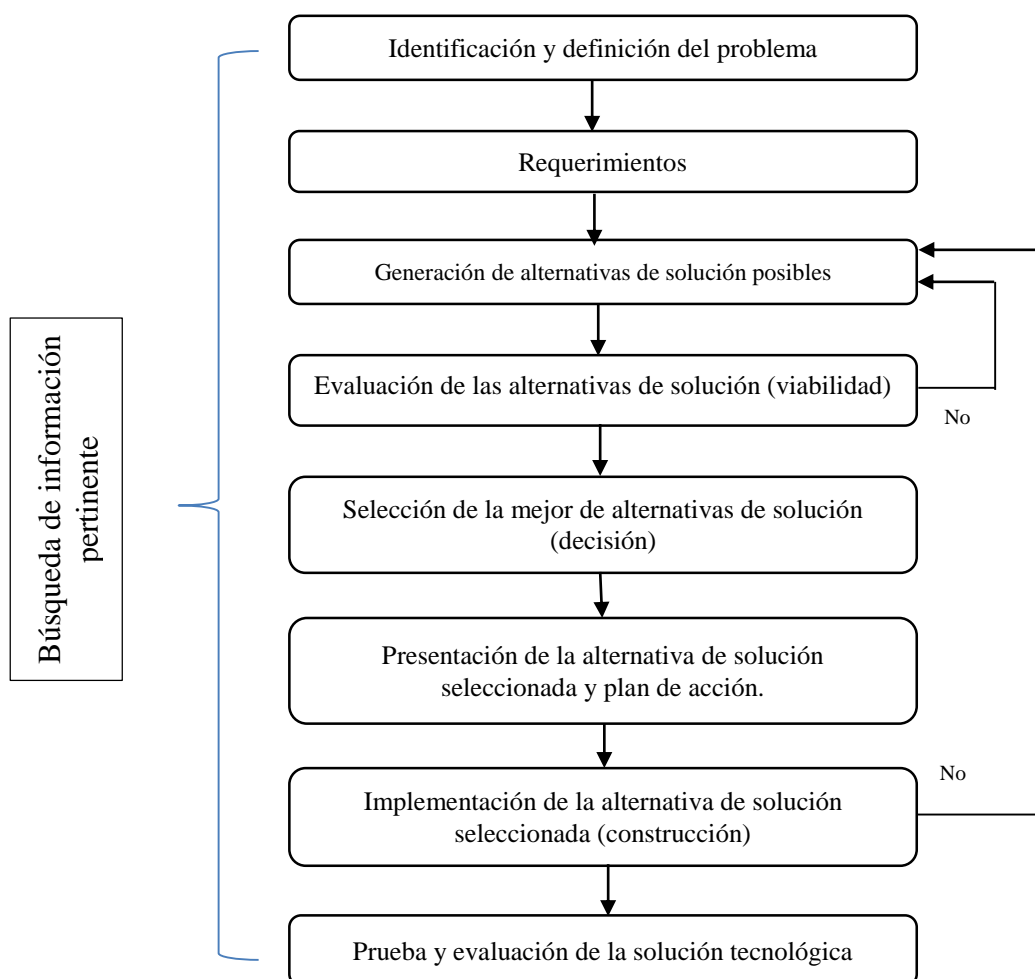 Identificación y definición del problema
Requerimientos
Generación de alternativas de solución posibles
Evaluación de las alternativas de solución (viabilidad)
No
Búsqueda de información
pertinente
Selección de la mejor de alternativas de solución
(decisión)
Presentación de la alternativa de solución
seleccionada y plan de acción.
No
Implementación de la alternativa de solución
seleccionada (construcción)
Prueba y evaluación de la solución tecnológica